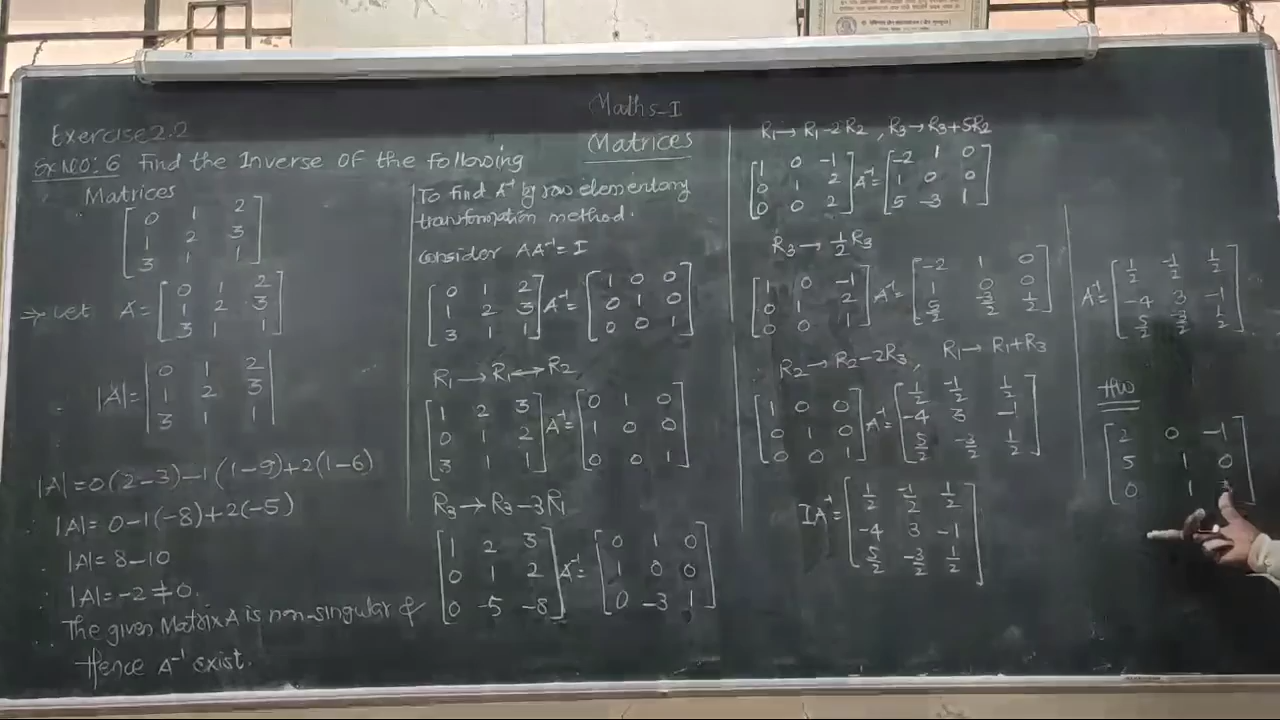 Maths-I
Matrices
Exercise 2.2
Ex NO: 6 Find the Inverse OF the following
Matrices
[0 1 2
1 2 3
3 1 1]
⇒ Let A = [0 1 2
1 2 3
3 1 1]
∴ |A| = |0 1 2
1 2 3
3 1 1|
∴ |A| = 0(2-3)-1(1-9)+2(1-6)
∴ |A| = 0-1(-8)+2(-5)
∴ |A| = 8-10
∴ |A| = -2 ≠ 0.
∴ The given Matrix A is non-singular &
Hence A⁻¹ exist.
To find A⁻¹ by row elementary
transformation method.
Consider AA⁻¹ = I
[0 1 2
1 2 3
3 1 1] A⁻¹ = [1 0 0
0 1 0
0 0 1]
R₁ → R₁ ↔ R₂
[1 2 3
0 1 2
3 1 1] A⁻¹ = [0 1 0
1 0 0
0 0 1]
R₃ → R₃ - 3R₁
[1 2 3
0 1 2
0 -5 -8] A⁻¹ = [0 1 0
1 0 0
0 -3 1]
R₁ → R₁ - 2R₂ , R₃ → R₃ + 5R₂
[1 0 -1
0 1 2
0 0 2] A⁻¹ = [-2 1 0
1 0 0
5 -3 1]
R₃ → 1/2 R₃
[1 0 -1
0 1 2
0 0 1] A⁻¹ = [-2 1 0
1 0 0
5/2 -3/2 1/2]
R₂ → R₂ - 2R₃, R₁ → R₁ + R₃
[1 0 0
0 1 0
0 0 1] A⁻¹ = [1/2 -1/2 1/2
-4 3 -1
5/2 -3/2 1/2]
IA⁻¹ = [1/2 -1/2 1/2
-4 3 -1
5/2 -3/2 1/2]
A⁻¹ = [1/2 -1/2 1/2
-4 3 -1
5/2 -3/2 1/2]
HW
[2 0 -1
5 1 0
0 1